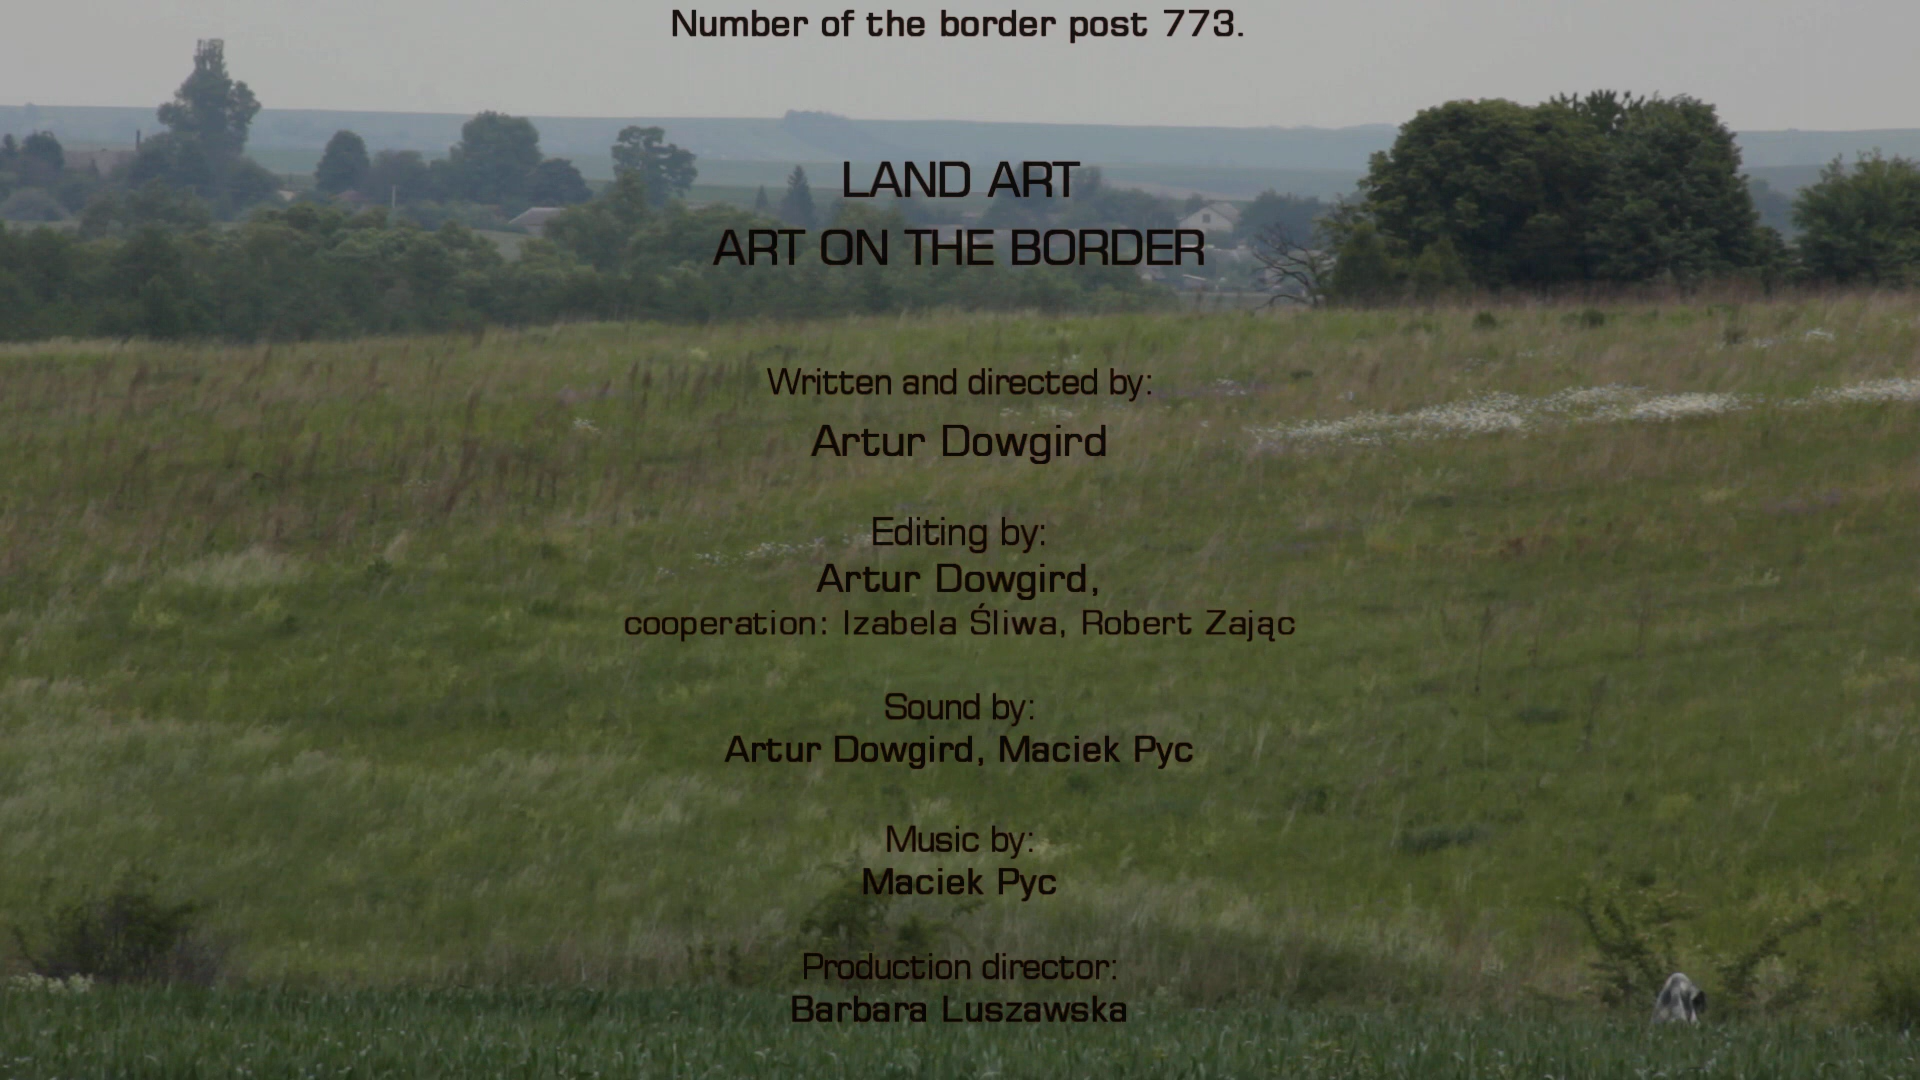 Number of the border post 773.
LAND ART
ART ON THE BORDER
Written and directed by:
Artur Dowgird
Editing by:
Artur Dowgird,
cooperation: Izabela Śliwa, Robert Zając
Sound by:
Artur Dowgird, Maciek Pyc
Music by:
Maciek Pyc
Production director:
Barbara Luszawska